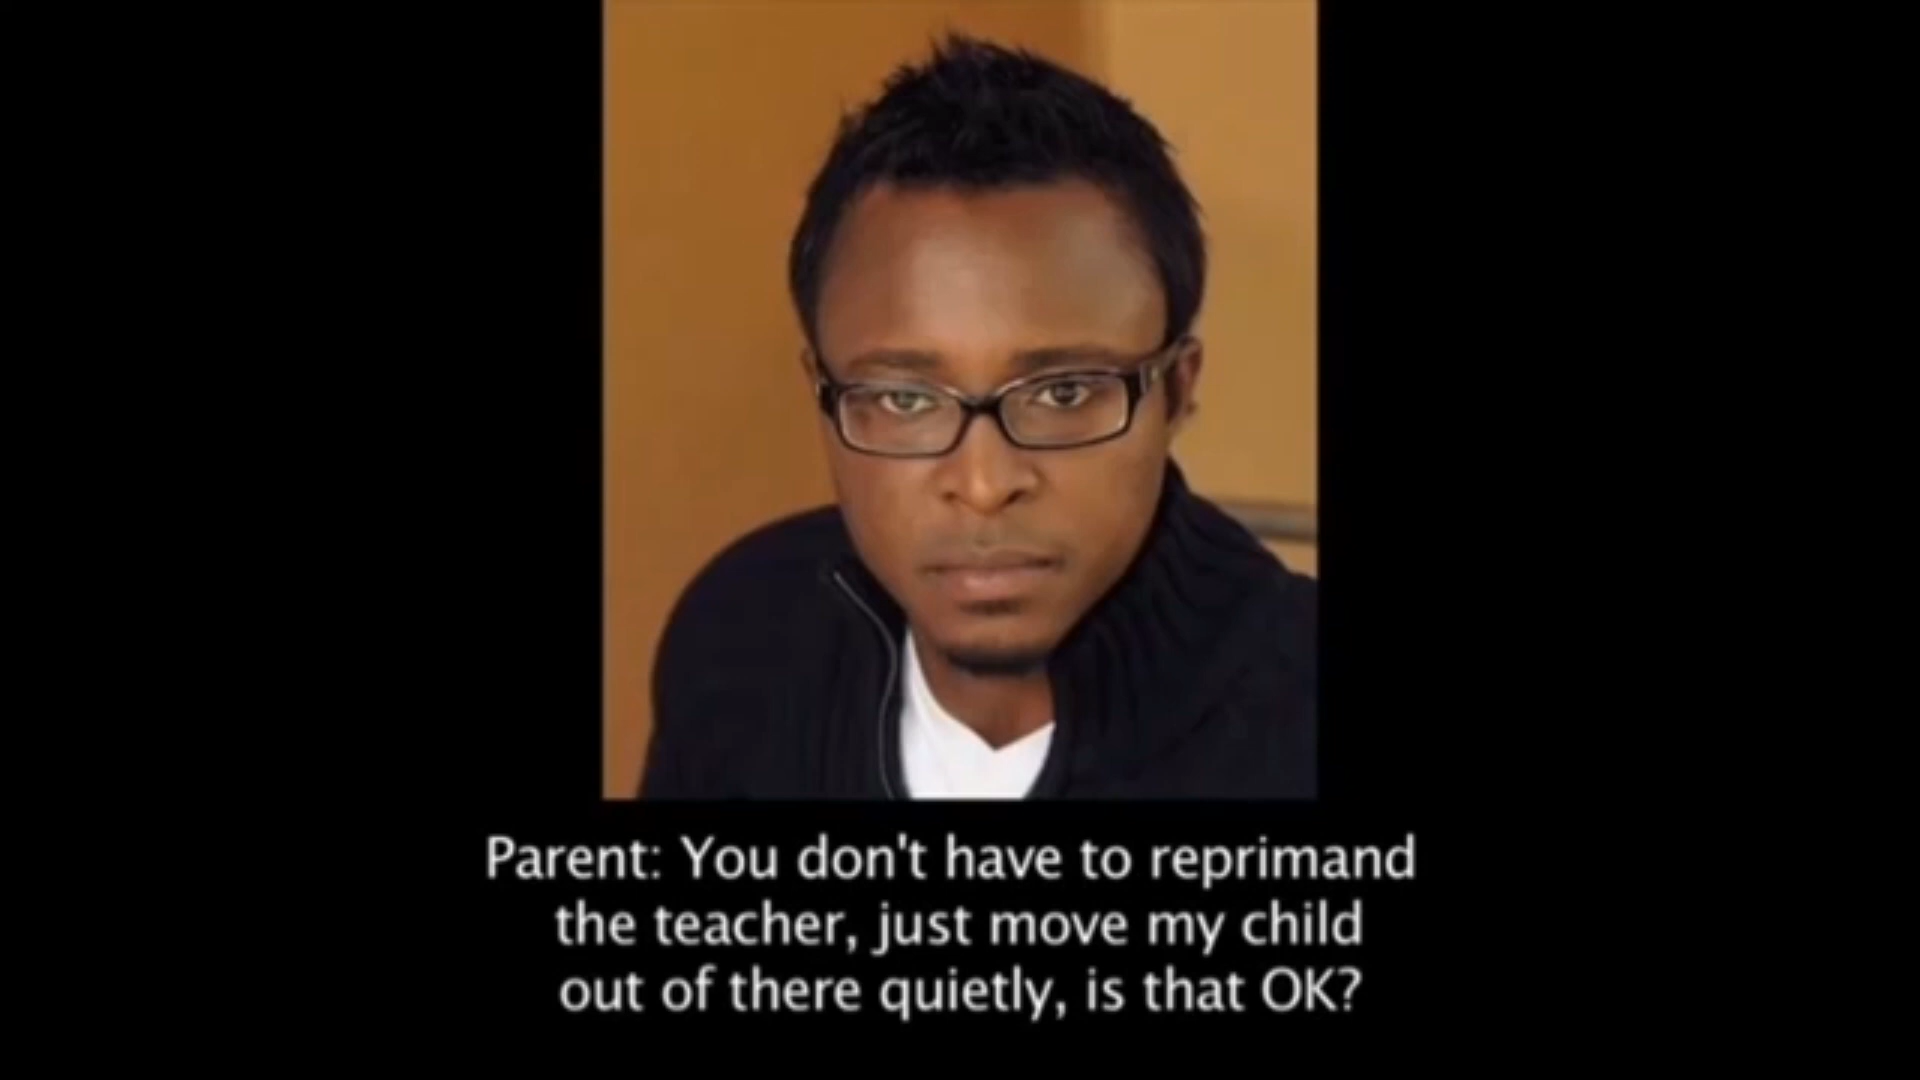 Parent: You don't have to reprimand
the teacher, just move my child
out of there quietly, is that OK?